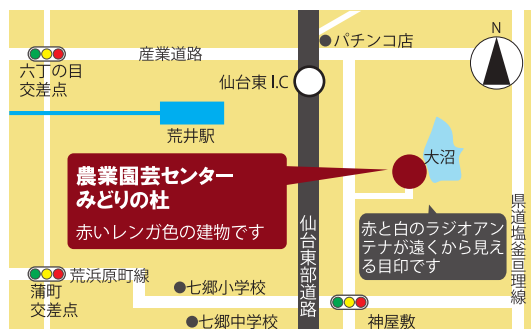 パチンコ店
N
産業道路
六丁の目
交差点
仙台東 I.C
荒井駅
大沼
農業園芸センター
みどりの杜
赤いレンガ色の建物です
仙台東部道路
県道塩釜亘理線
赤と白のラジオアン
テナが遠くから見え
る目印です
荒浜原町線
蒲町
交差点
七郷小学校
七郷中学校
神屋敷